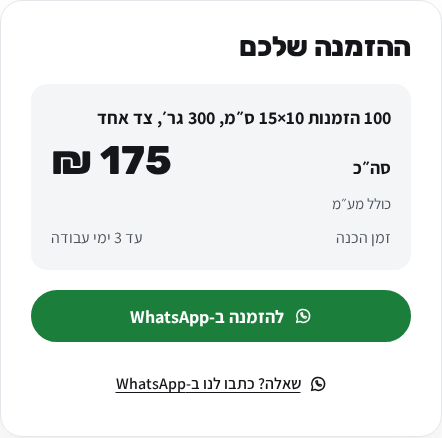 ההזמנה שלכם
100 הזמנות 10×15 ס״מ, 300 גר׳, צד אחד
סה״כ 175 ₪
כולל מע״מ
זמן הכנה עד 3 ימי עבודה
להזמנה ב-WhatsApp
שאלה? כתבו לנו ב-WhatsApp